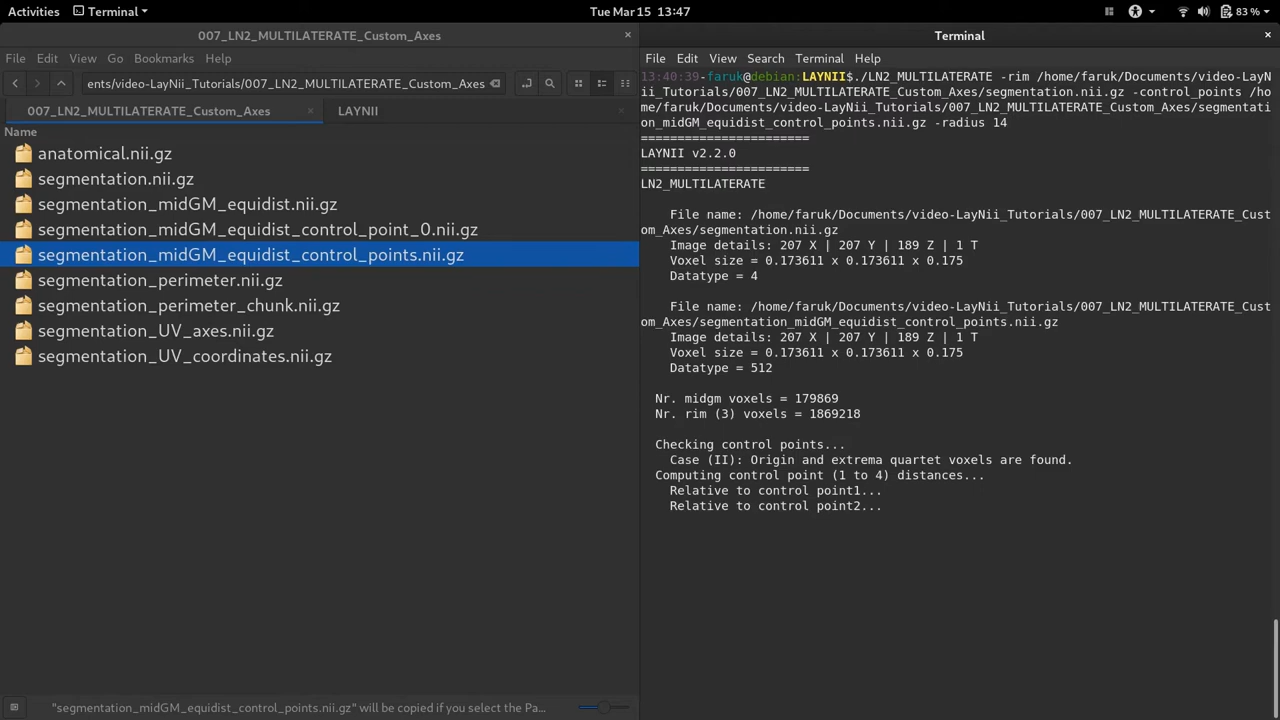 Activities Terminal Tue Mar 15 13:47 83 %
007_LN2_MULTILATERATE_Custom_Axes ×
File Edit View Go Bookmarks Help
ents/video-LayNii_Tutorials/007_LN2_MULTILATERATE_Custom_Axes
007_LN2_MULTILATERATE_Custom_Axes LAYNII
Name
anatomical.nii.gz
segmentation.nii.gz
segmentation_midGM_equidist.nii.gz
segmentation_midGM_equidist_control_point_0.nii.gz
segmentation_midGM_equidist_control_points.nii.gz
segmentation_perimeter.nii.gz
segmentation_perimeter_chunk.nii.gz
segmentation_UV_axes.nii.gz
segmentation_UV_coordinates.nii.gz
"segmentation_midGM_equidist_control_points.nii.gz" will be copied if you select the Pa...
Terminal ×
File Edit View Search Terminal Help
13:40:39-faruk@debian:LAYNII$./LN2_MULTILATERATE -rim /home/faruk/Documents/video-LayN
ii_Tutorials/007_LN2_MULTILATERATE_Custom_Axes/segmentation.nii.gz -control_points /ho
me/faruk/Documents/video-LayNii_Tutorials/007_LN2_MULTILATERATE_Custom_Axes/segmentati
on_midGM_equidist_control_points.nii.gz -radius 14
=======================
LAYNII v2.2.0
=======================
LN2_MULTILATERATE
File name: /home/faruk/Documents/video-LayNii_Tutorials/007_LN2_MULTILATERATE_Cust
om_Axes/segmentation.nii.gz
Image details: 207 X | 207 Y | 189 Z | 1 T
Voxel size = 0.173611 x 0.173611 x 0.175
Datatype = 4
File name: /home/faruk/Documents/video-LayNii_Tutorials/007_LN2_MULTILATERATE_Cust
om_Axes/segmentation_midGM_equidist_control_points.nii.gz
Image details: 207 X | 207 Y | 189 Z | 1 T
Voxel size = 0.173611 x 0.173611 x 0.175
Datatype = 512
Nr. midgm voxels = 179869
Nr. rim (3) voxels = 1869218
Checking control points...
Case (II): Origin and extrema quartet voxels are found.
Computing control point (1 to 4) distances...
Relative to control point1...
Relative to control point2...